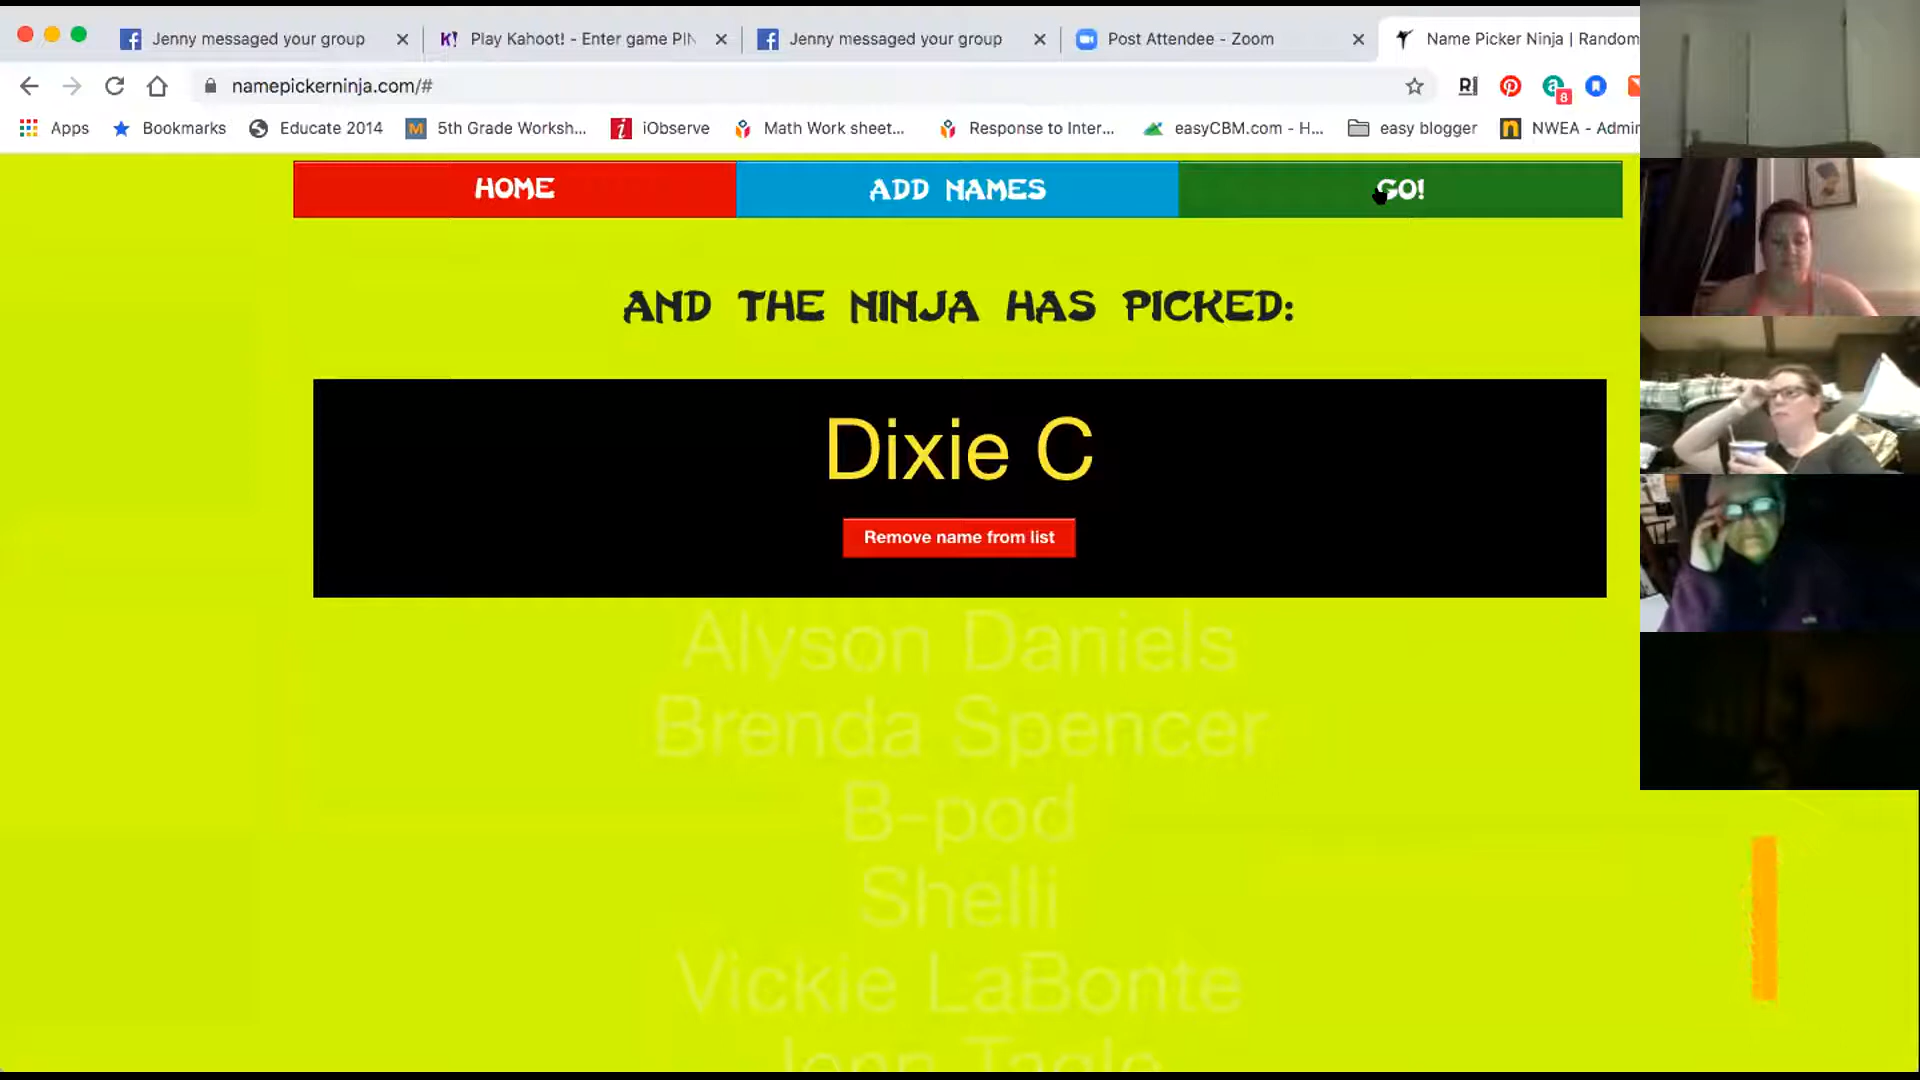 Jenny messaged your group
K! Play Kahoot! - Enter game PIN
Jenny messaged your group
Post Attendee - Zoom
Name Picker Ninja | Random
namepickerninja.com/#
8
Apps
Bookmarks
Educate 2014
5th Grade Worksh...
iObserve
Math Work sheet...
Response to Inter...
easyCBM.com - H...
easy blogger
NWEA - Admin
HOME
ADD NAMES
GO!
AND THE NINJA HAS PICKED:
Dixie C
Remove name from list
Alyson Daniels
Brenda Spencer
B-pod
Shelli
Vickie LaBonte
Jenn Tagle